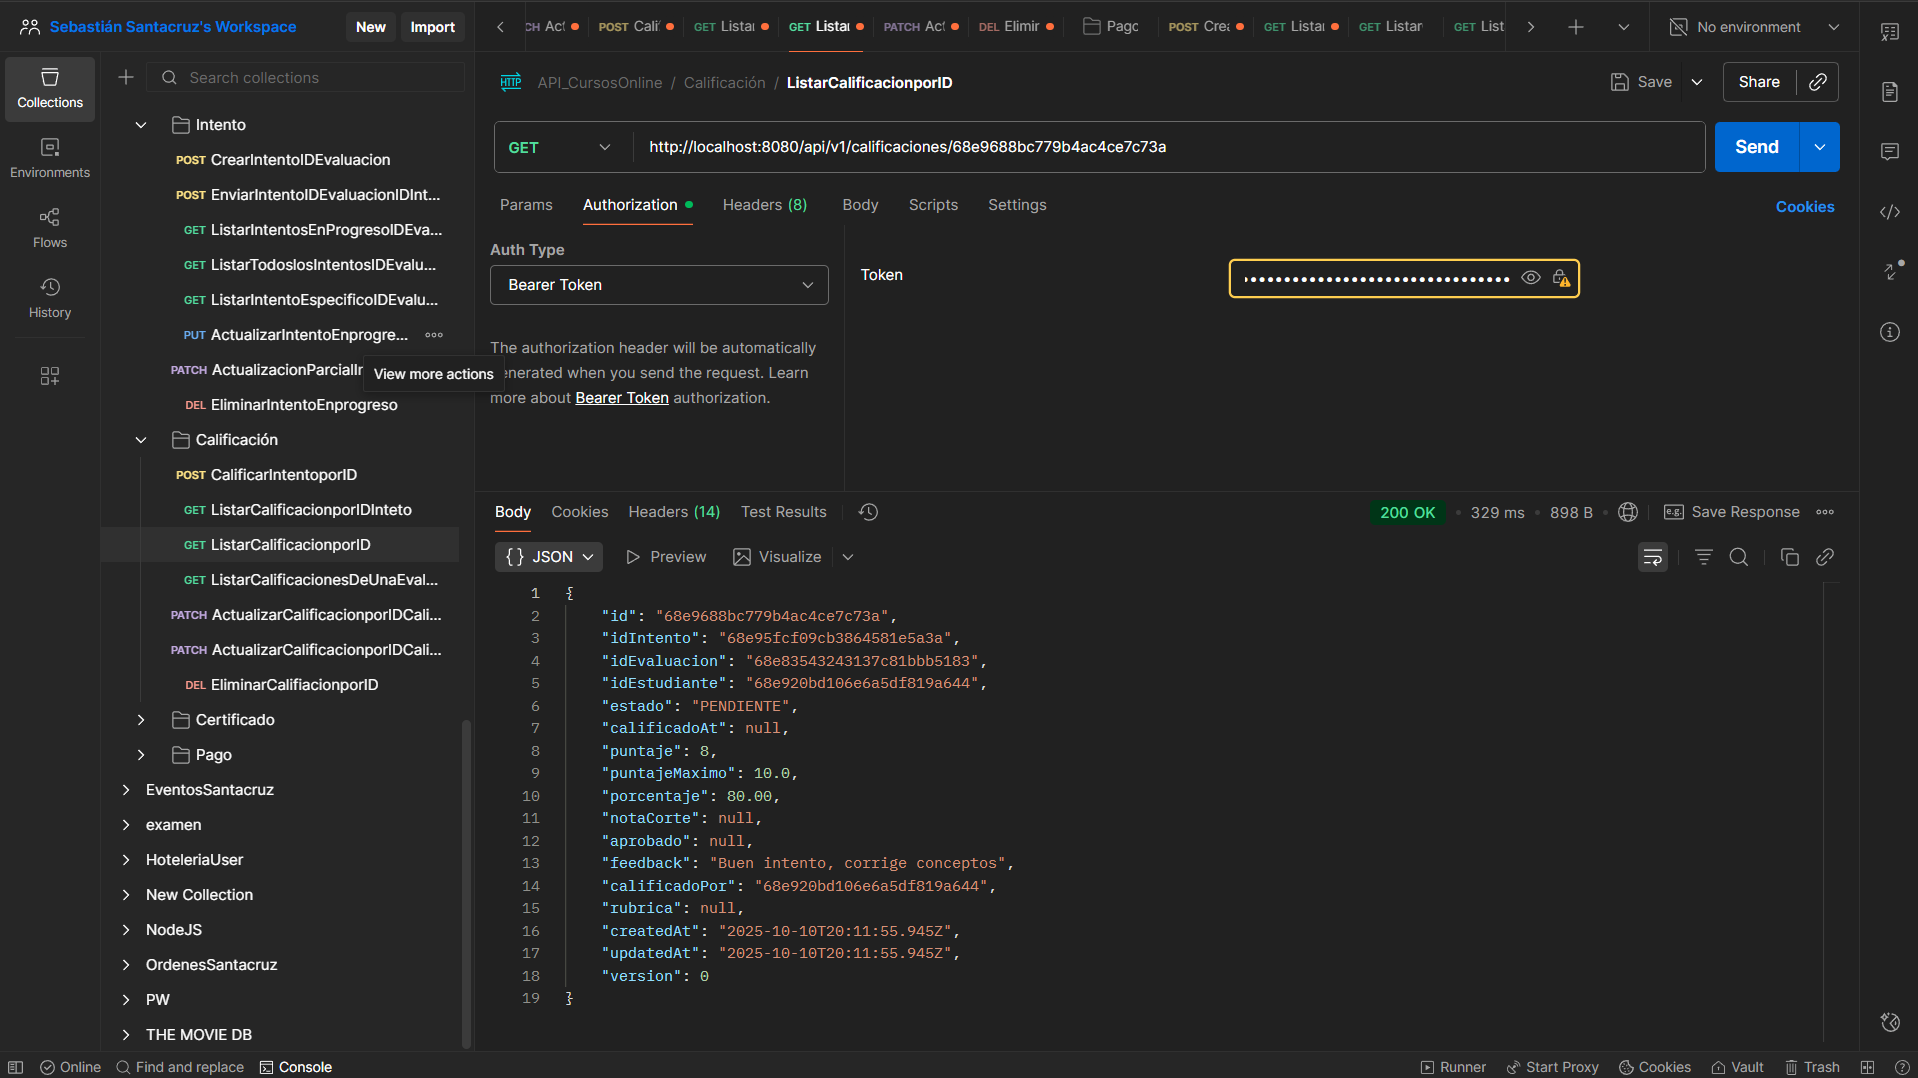 Sebastián Santacruz's Workspace
New
Import
Act
POST Calif
GET Listar
GET Listar
PATCH Act
DEL Elimir
Pago
POST Crea
GET Listar
GET Listar
GET List
No environment
Collections
Environments
Flows
History
Search collections
Intento
POST CrearIntentoIDEvaluacion
POST EnviarIntentoIDEvaluacionIDInt...
GET ListarIntentosEnProgresoIDEva...
GET ListarTodoslosIntentosIDEvalu...
GET ListarIntentoEspecificoIDEvalu...
PUT ActualizarIntentoEnprogre...
PATCH ActualizacionParcialIr
View more actions
DEL EliminarIntentoEnprogreso
Calificación
POST CalificarIntentoporID
GET ListarCalificacionporIDInteto
GET ListarCalificacionporID
GET ListarCalificacionesDeUnaEval...
PATCH ActualizarCalificacionporIDCali...
PATCH ActualizarCalificacionporIDCali...
DEL EliminarCalifiacionporID
Certificado
Pago
EventosSantacruz
examen
HoteleriaUser
New Collection
NodeJS
OrdenesSantacruz
PW
THE MOVIE DB
HTTP API_CursosOnline / Calificación / ListarCalificacionporID
Save
Share
GET http://localhost:8080/api/v1/calificaciones/68e9688bc779b4ac4ce7c73a
Send
Params Authorization Headers (8) Body Scripts Settings
Cookies
Auth Type
Bearer Token
The authorization header will be automatically
enerated when you send the request. Learn
more about Bearer Token authorization.
Token
Body Cookies Headers (14) Test Results
200 OK • 329 ms • 898 B
e.g. Save Response
{} JSON Preview Visualize
1 {
2 "id": "68e9688bc779b4ac4ce7c73a",
3 "idIntento": "68e95fcf09cb3864581e5a3a",
4 "idEvaluacion": "68e83543243137c81bbb5183",
5 "idEstudiante": "68e920bd106e6a5df819a644",
6 "estado": "PENDIENTE",
7 "calificadoAt": null,
8 "puntaje": 8,
9 "puntajeMaximo": 10.0,
10 "porcentaje": 80.00,
11 "notaCorte": null,
12 "aprobado": null,
13 "feedback": "Buen intento, corrige conceptos",
14 "calificadoPor": "68e920bd106e6a5df819a644",
15 "rubrica": null,
16 "createdAt": "2025-10-10T20:11:55.945Z",
17 "updatedAt": "2025-10-10T20:11:55.945Z",
18 "version": 0
19 }
Online
Find and replace
Console
Runner
Start Proxy
Cookies
Vault
Trash